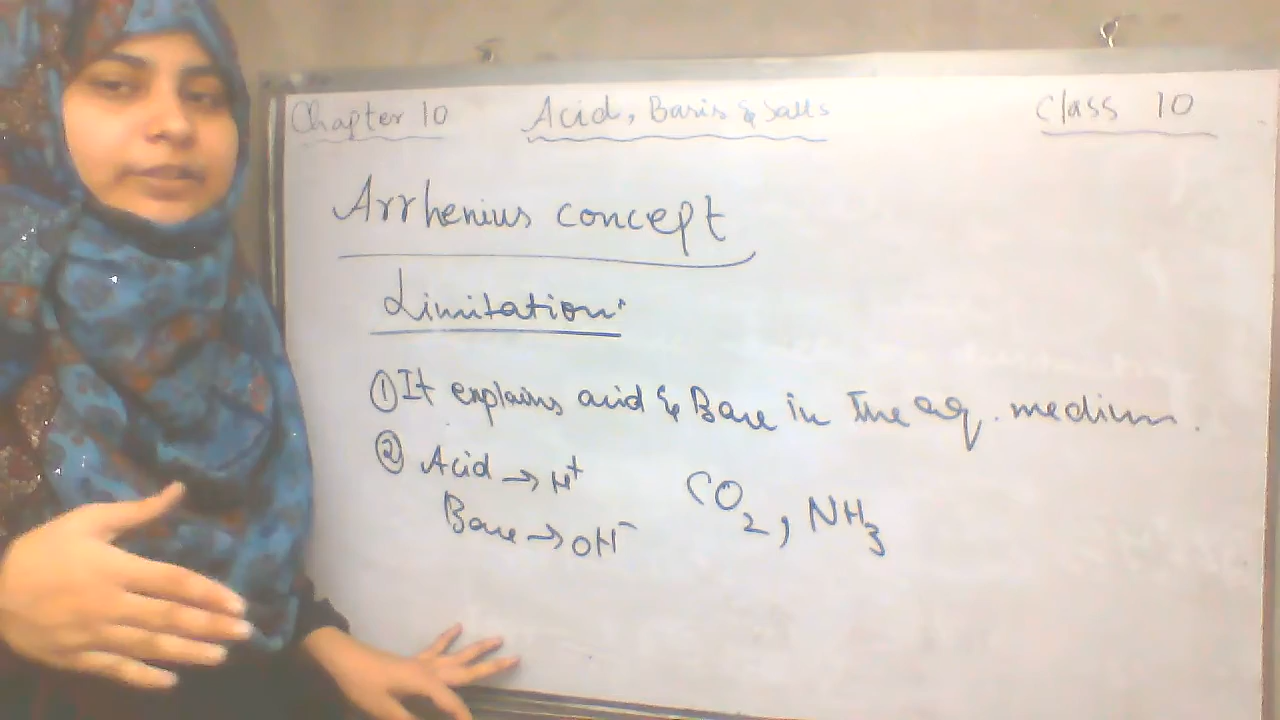 Chapter 10 Acid, Basis & Salts Class 10
Arrhenius concept
Limitation:
① It explains acid & Base in the aq. medium.
② Acid → H⁺
Base → OH⁻ CO₂, NH₃